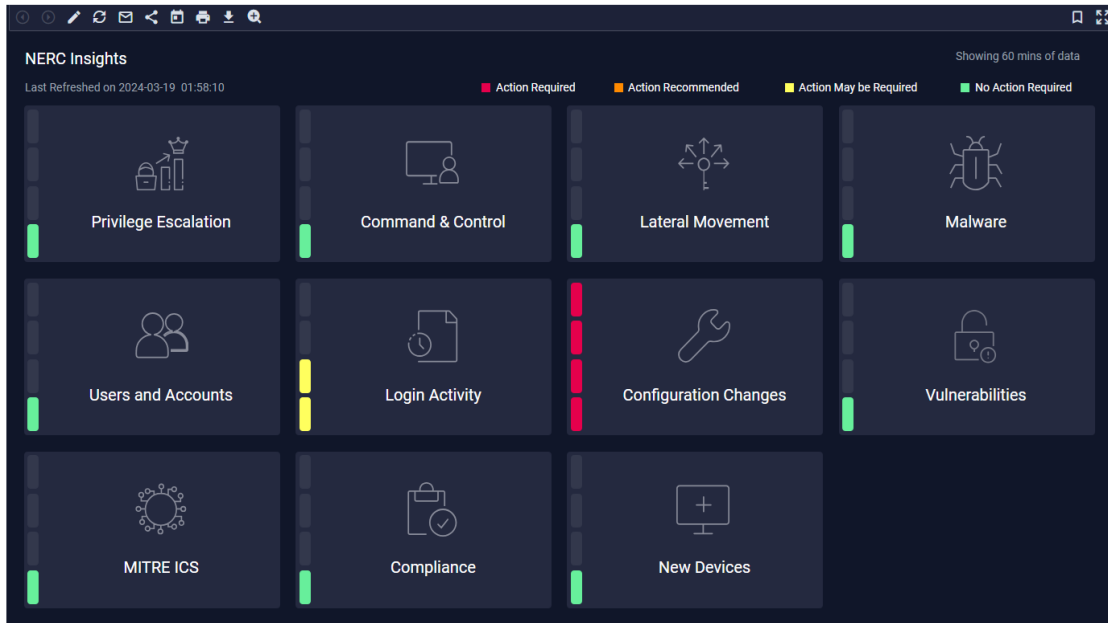 NERC Insights
Showing 60 mins of data
Last Refreshed on 2024-03-19 01:58:10
Action Required
Action Recommended
Action May be Required
No Action Required
Privilege Escalation
Command & Control
Lateral Movement
Malware
Users and Accounts
Login Activity
Configuration Changes
Vulnerabilities
MITRE ICS
Compliance
New Devices